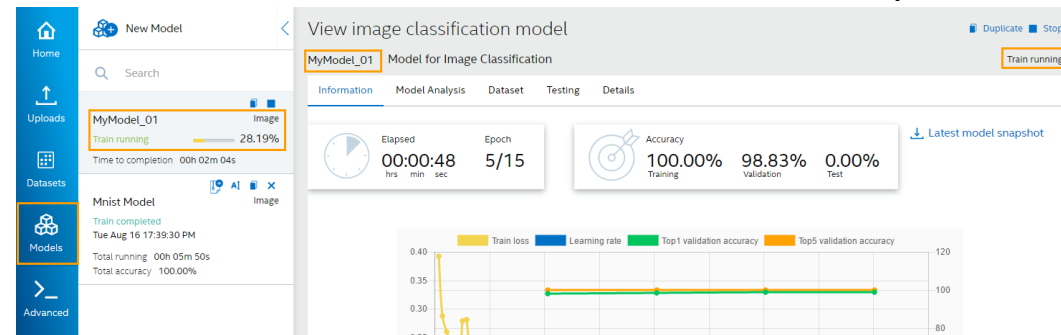 Home
Uploads
Datasets
Models
Advanced
New Model
Search
MyModel_01 Image
Train running 28.19%
Time to completion 00h 02m 04s
AI
Mnist Model Image
Train completed
Tue Aug 16 17:39:30 PM
Total running 00h 05m 50s
Total accuracy 100.00%
View image classification model
Duplicate Stop
MyModel_01 Model for Image Classification
Train running
Information Model Analysis Dataset Testing Details
Elapsed Epoch
00:00:48 5/15
hrs min sec
Accuracy
100.00% 98.83% 0.00%
Training Validation Test
Latest model snapshot
Train loss Learning rate Top1 validation accuracy Top5 validation accuracy
0.40 120
0.35
100
0.30
80